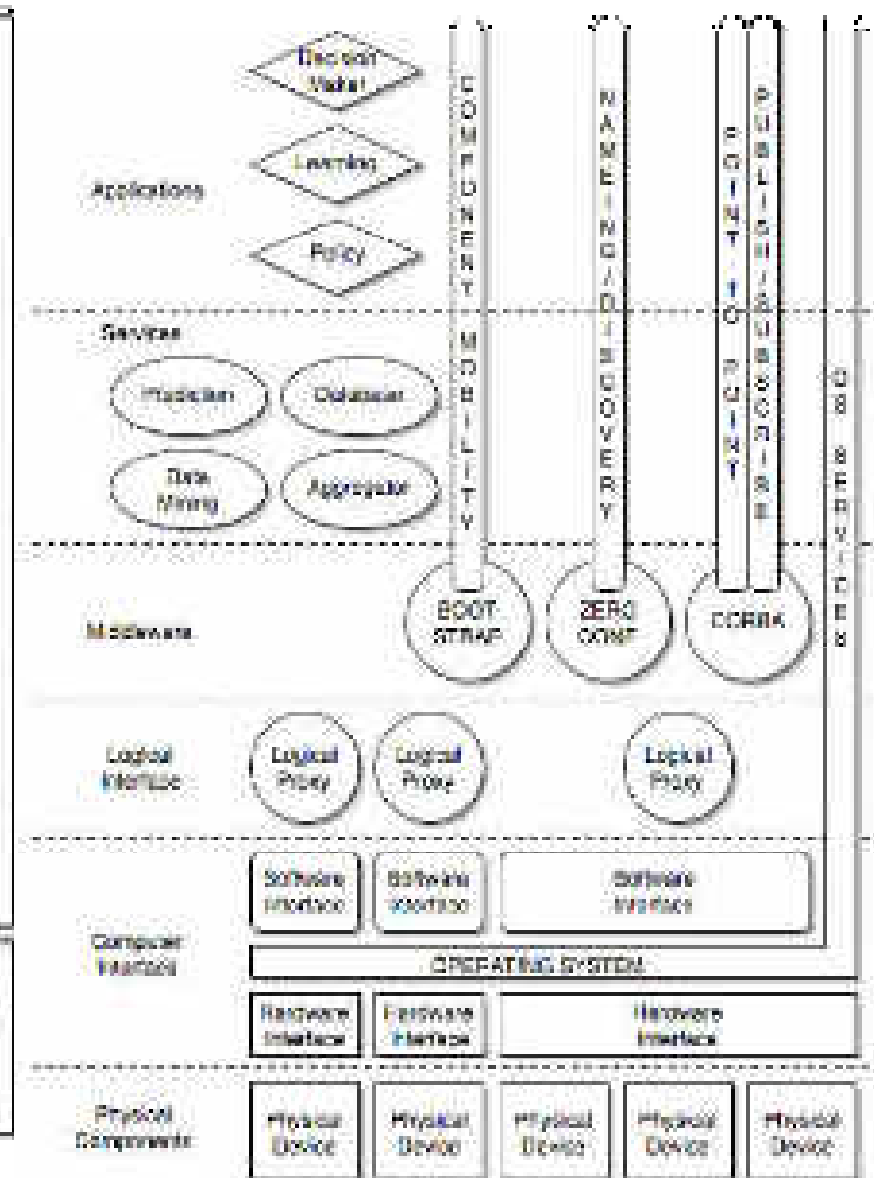 Decision
Maker
Learning
Policy
Applications
COMPONENT MOBILITY
NAMEING/DISCOVERY
POINT TO POINT
PUBLISH/SUBSCRIBE
OS SERVICES
Services
Prediction
Database
Data
Mining
Aggregator
Middleware
BOOT
STRAP
ZERO
CONF
CORBA
Logical
Interface
Logical
Proxy
Logical
Proxy
Logical
Proxy
Computer
Interface
Software
Interface
Software
Interface
Software
Interface
OPERATING SYSTEM
Hardware
Interface
Hardware
Interface
Hardware
Interface
Physical
Components
Physical
Device
Physical
Device
Physical
Device
Physical
Device
Physical
Device